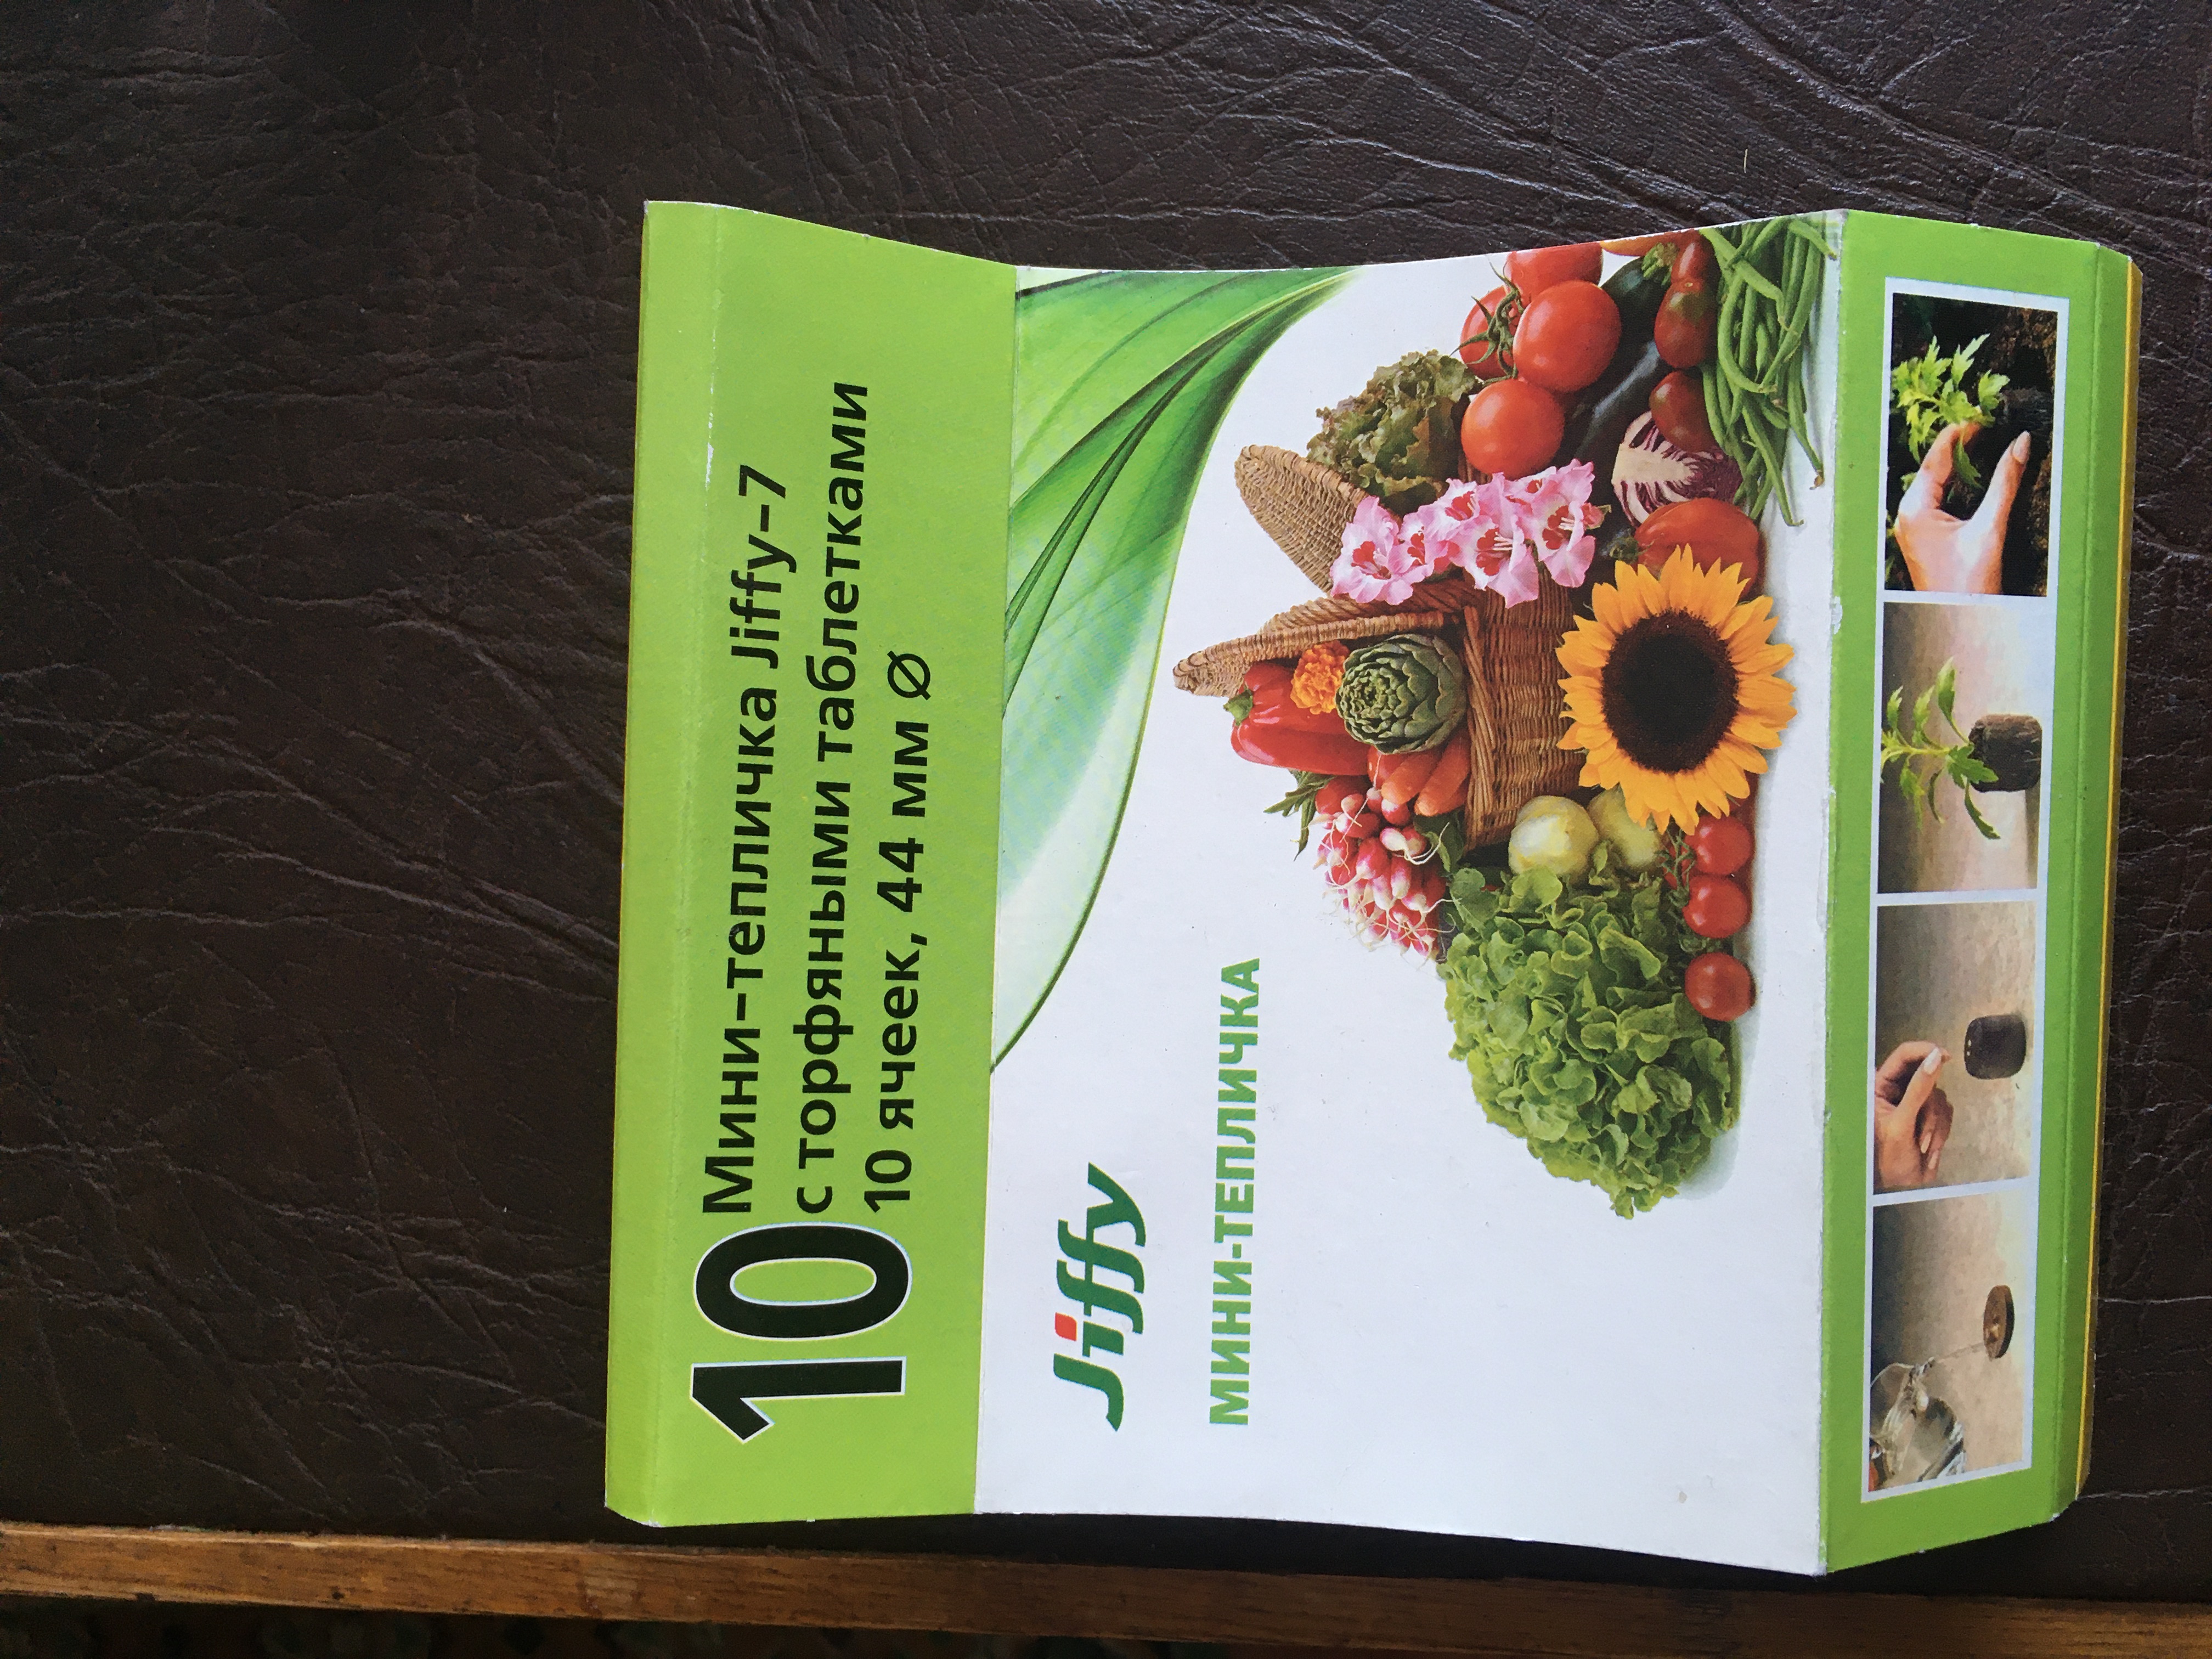 10
Мини-тепличка Jiffy-7
с торфяными таблетками
10 ячеек, 44 мм Ø
Jiffy
МИНИ-ТЕПЛИЧКА